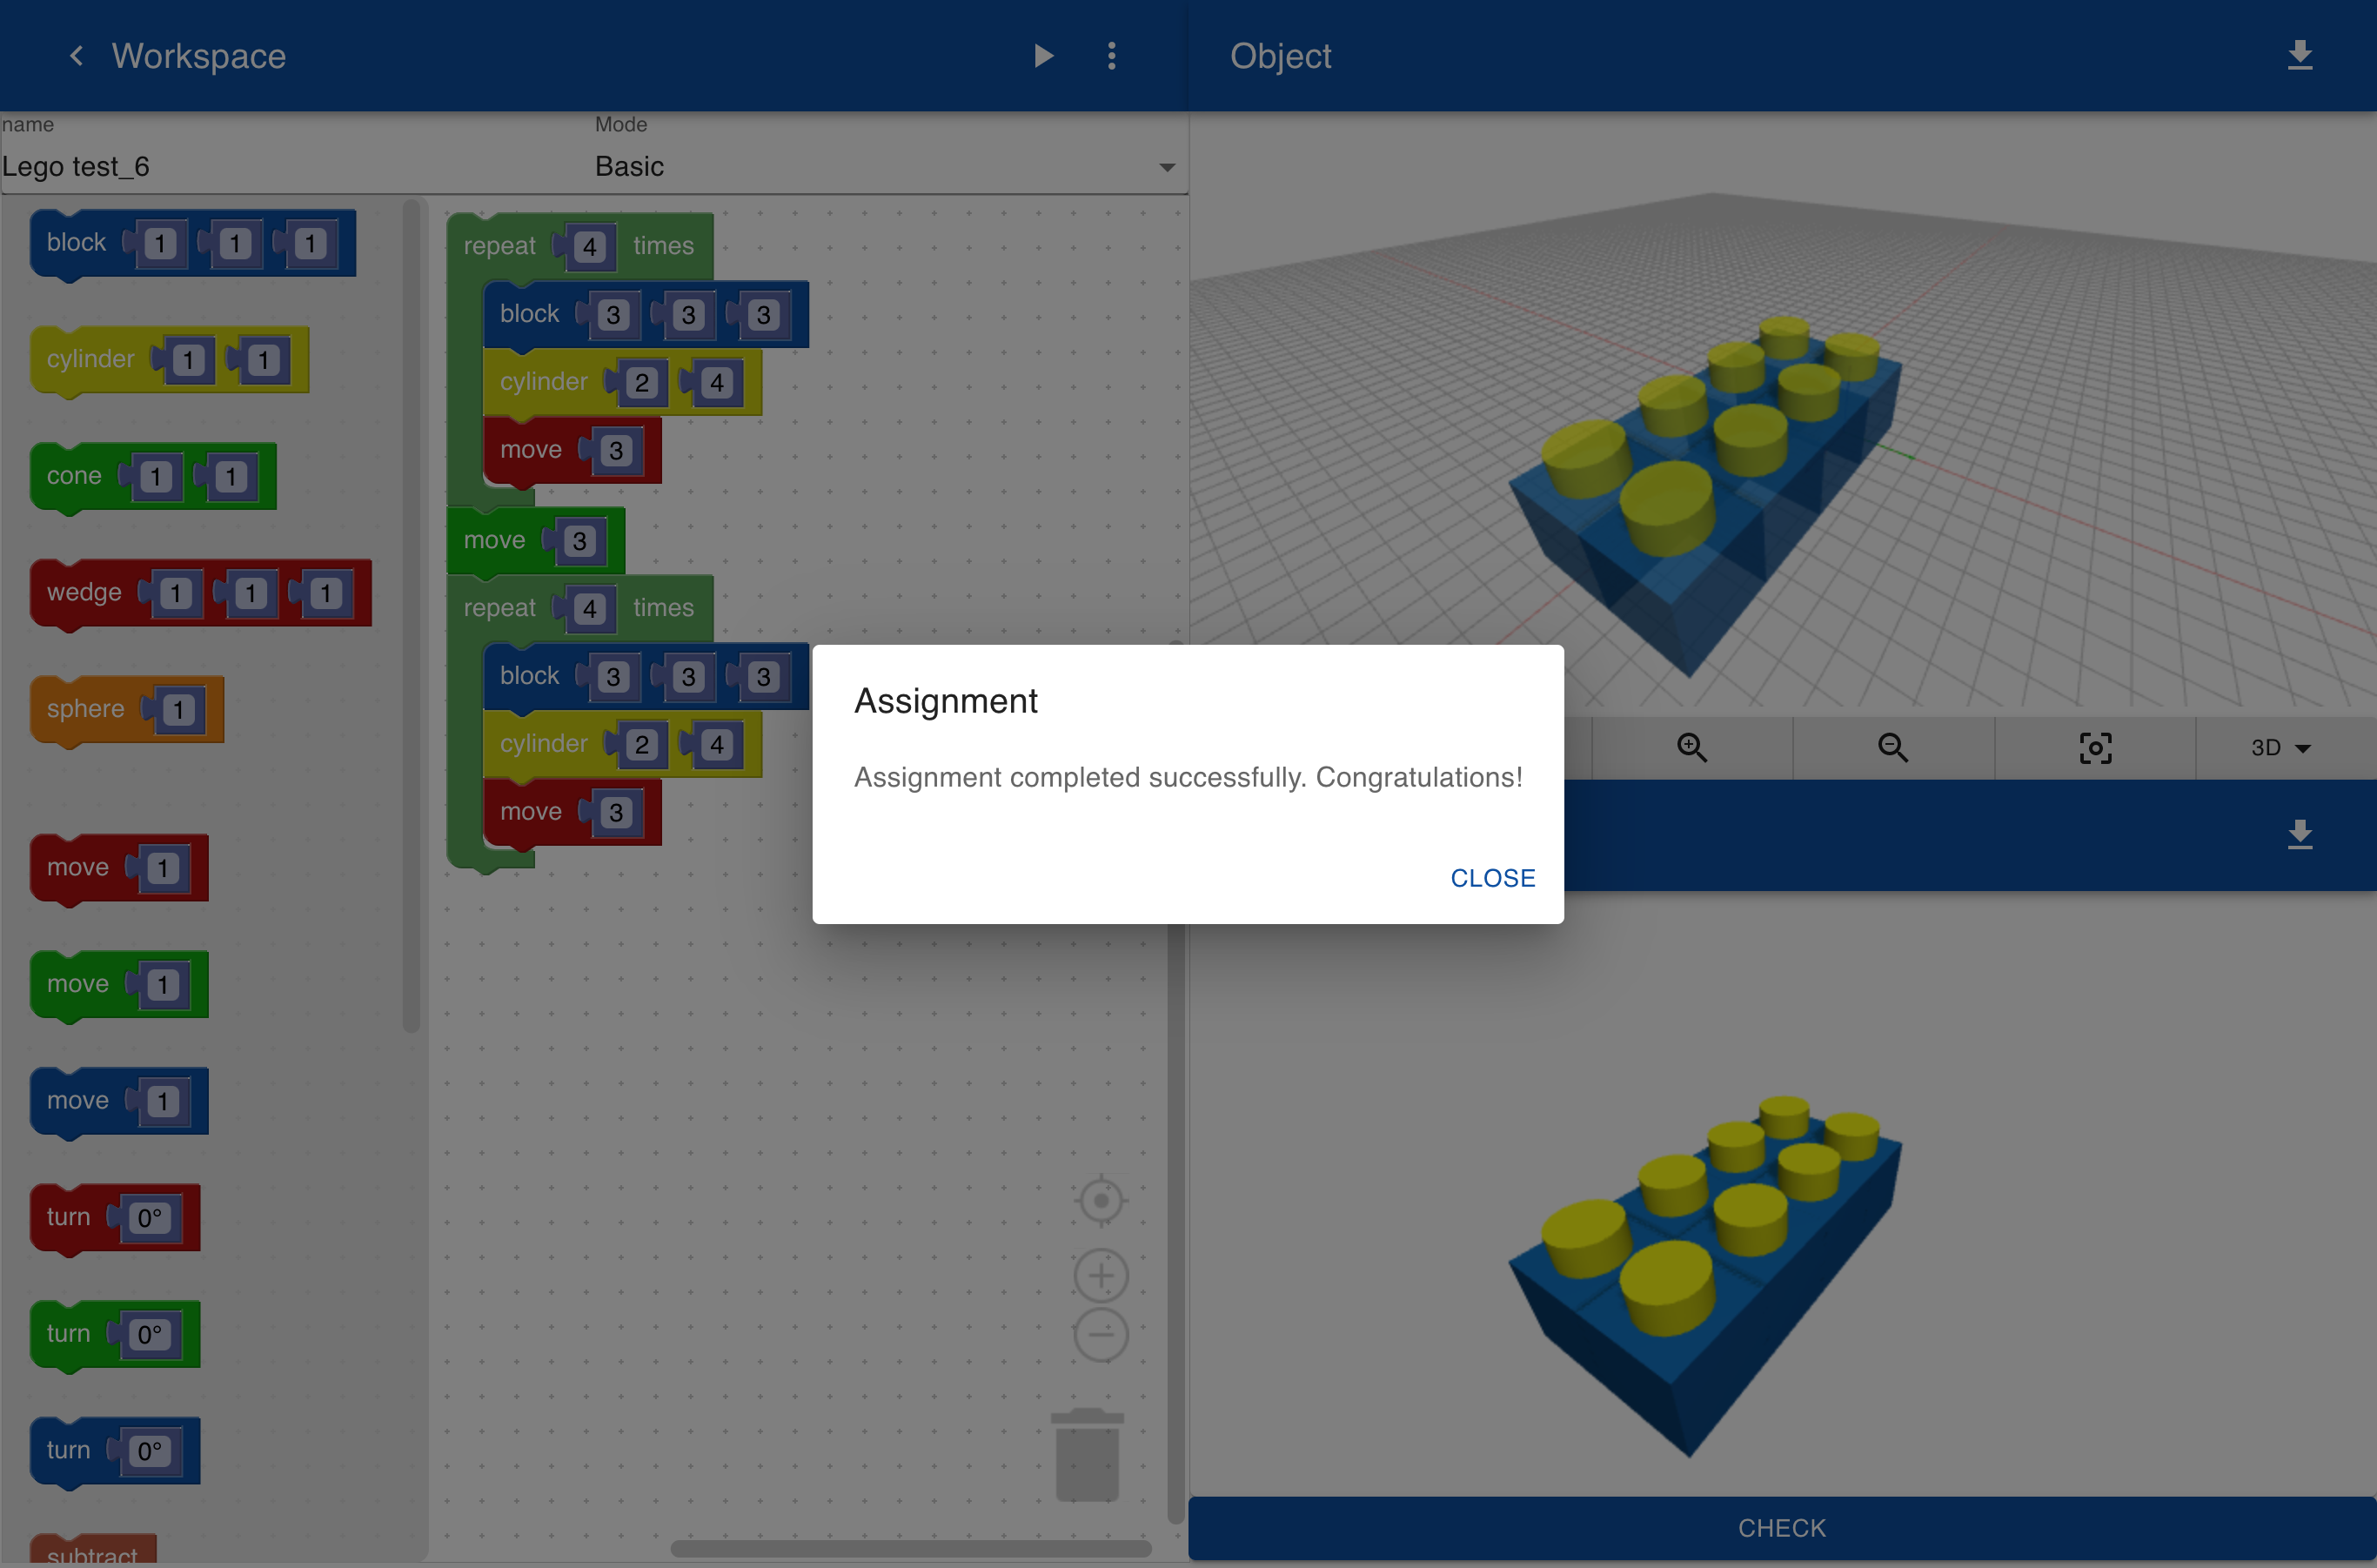 Workspace
Object
name
Mode
Lego test_6
Basic
block 1 1 1
cylinder 1 1
cone 1 1
wedge 1 1 1
sphere 1
move 1
move 1
move 1
turn 0°
turn 0°
turn 0°
subtract
repeat 4 times
block 3 3 3
cylinder 2 4
move 3
move 3
repeat 4 times
block 3 3 3
cylinder 2 4
move 3
Assignment
Assignment completed successfully. Congratulations!
CLOSE
3D
CHECK